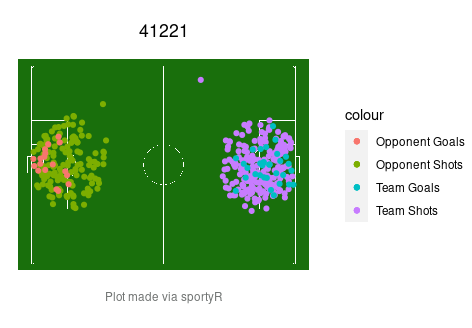 41221
colour
Opponent Goals
Opponent Shots
Team Goals
Team Shots
Plot made via sportyR